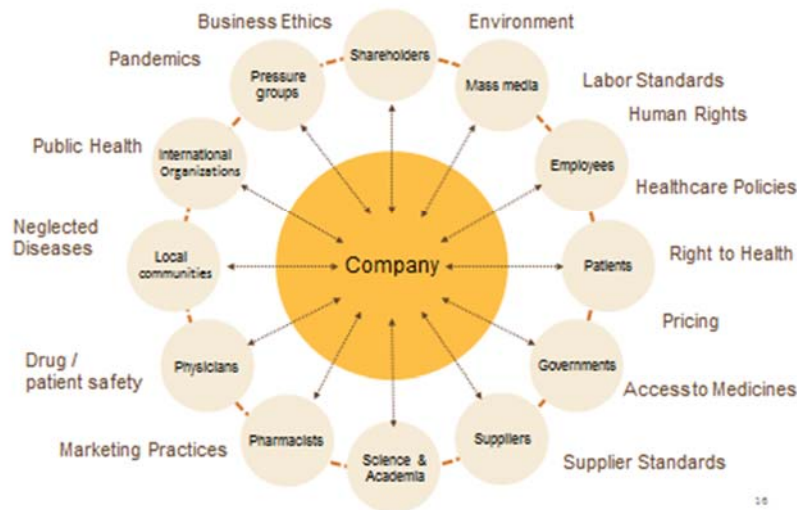 Business Ethics
Environment
Pandemics
Shareholders
Pressure
groups
Mass media
Labor Standards
Human Rights
Public Health
International
Organizations
Employees
Healthcare Policies
Neglected
Diseases
Local
communities
Company
Patients
Right to Health
Pricing
Drug /
patient safety
Physicians
Governments
Access to Medicines
Marketing Practices
Pharmacists
Science &
Academia
Suppliers
Supplier Standards
16